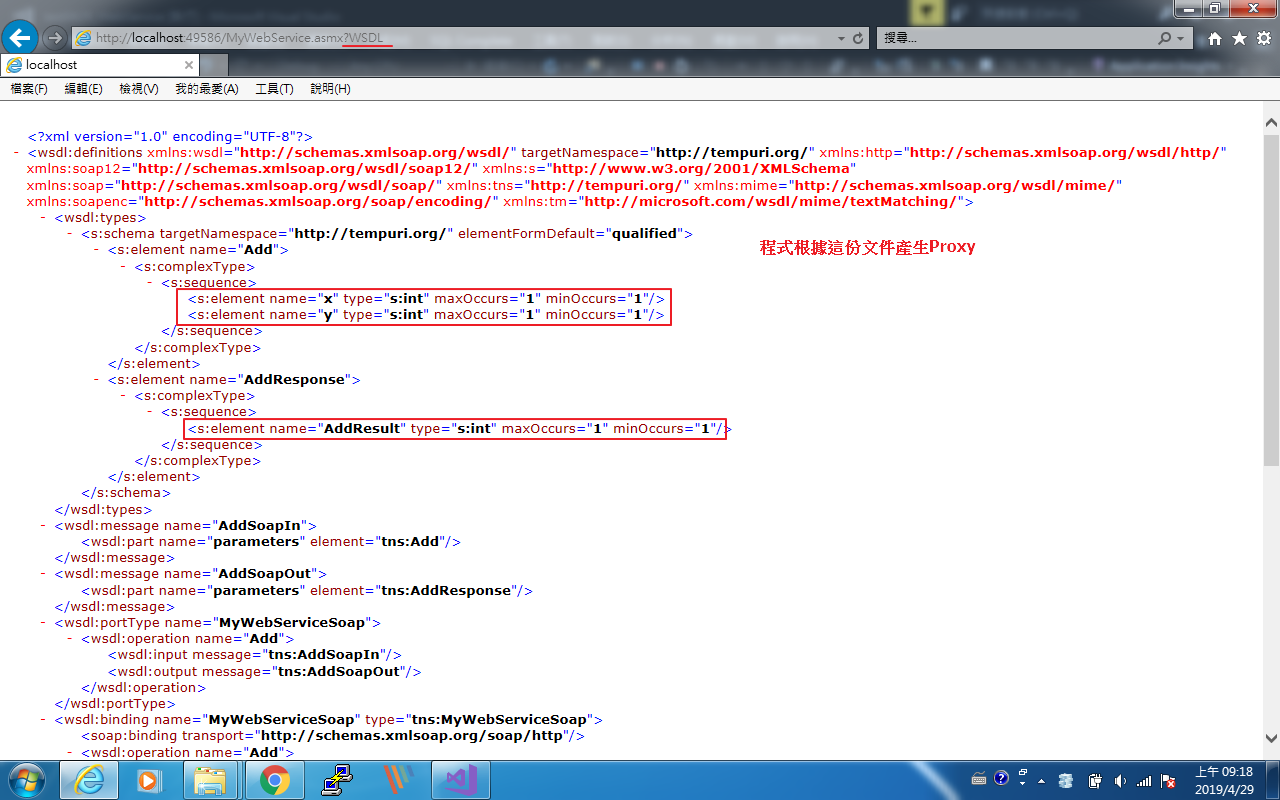 http://localhost:49586/MyWebService.asmx?WSDL
搜尋...
localhost
檔案(F) 編輯(E) 檢視(V) 我的最愛(A) 工具(T) 說明(H)
<?xml version="1.0" encoding="UTF-8"?>
- <wsdl:definitions xmlns:wsdl="http://schemas.xmlsoap.org/wsdl/" targetNamespace="http://tempuri.org/" xmlns:http="http://schemas.xmlsoap.org/wsdl/http/"
xmlns:soap12="http://schemas.xmlsoap.org/wsdl/soap12/" xmlns:s="http://www.w3.org/2001/XMLSchema"
xmlns:soap="http://schemas.xmlsoap.org/wsdl/soap/" xmlns:tns="http://tempuri.org/" xmlns:mime="http://schemas.xmlsoap.org/wsdl/mime/"
xmlns:soapenc="http://schemas.xmlsoap.org/soap/encoding/" xmlns:tm="http://microsoft.com/wsdl/mime/textMatching/">
- <wsdl:types>
- <s:schema targetNamespace="http://tempuri.org/" elementFormDefault="qualified">
程式根據這份文件產生Proxy
- <s:element name="Add">
- <s:complexType>
- <s:sequence>
<s:element name="x" type="s:int" maxOccurs="1" minOccurs="1"/>
<s:element name="y" type="s:int" maxOccurs="1" minOccurs="1"/>
</s:sequence>
</s:complexType>
</s:element>
- <s:element name="AddResponse">
- <s:complexType>
- <s:sequence>
<s:element name="AddResult" type="s:int" maxOccurs="1" minOccurs="1"/>
</s:sequence>
</s:complexType>
</s:element>
</s:schema>
</wsdl:types>
- <wsdl:message name="AddSoapIn">
<wsdl:part name="parameters" element="tns:Add"/>
</wsdl:message>
- <wsdl:message name="AddSoapOut">
<wsdl:part name="parameters" element="tns:AddResponse"/>
</wsdl:message>
- <wsdl:portType name="MyWebServiceSoap">
- <wsdl:operation name="Add">
<wsdl:input message="tns:AddSoapIn"/>
<wsdl:output message="tns:AddSoapOut"/>
</wsdl:operation>
</wsdl:portType>
- <wsdl:binding name="MyWebServiceSoap" type="tns:MyWebServiceSoap">
<soap:binding transport="http://schemas.xmlsoap.org/soap/http"/>
- <wsdl:operation name="Add">
上午 09:18
2019/4/29